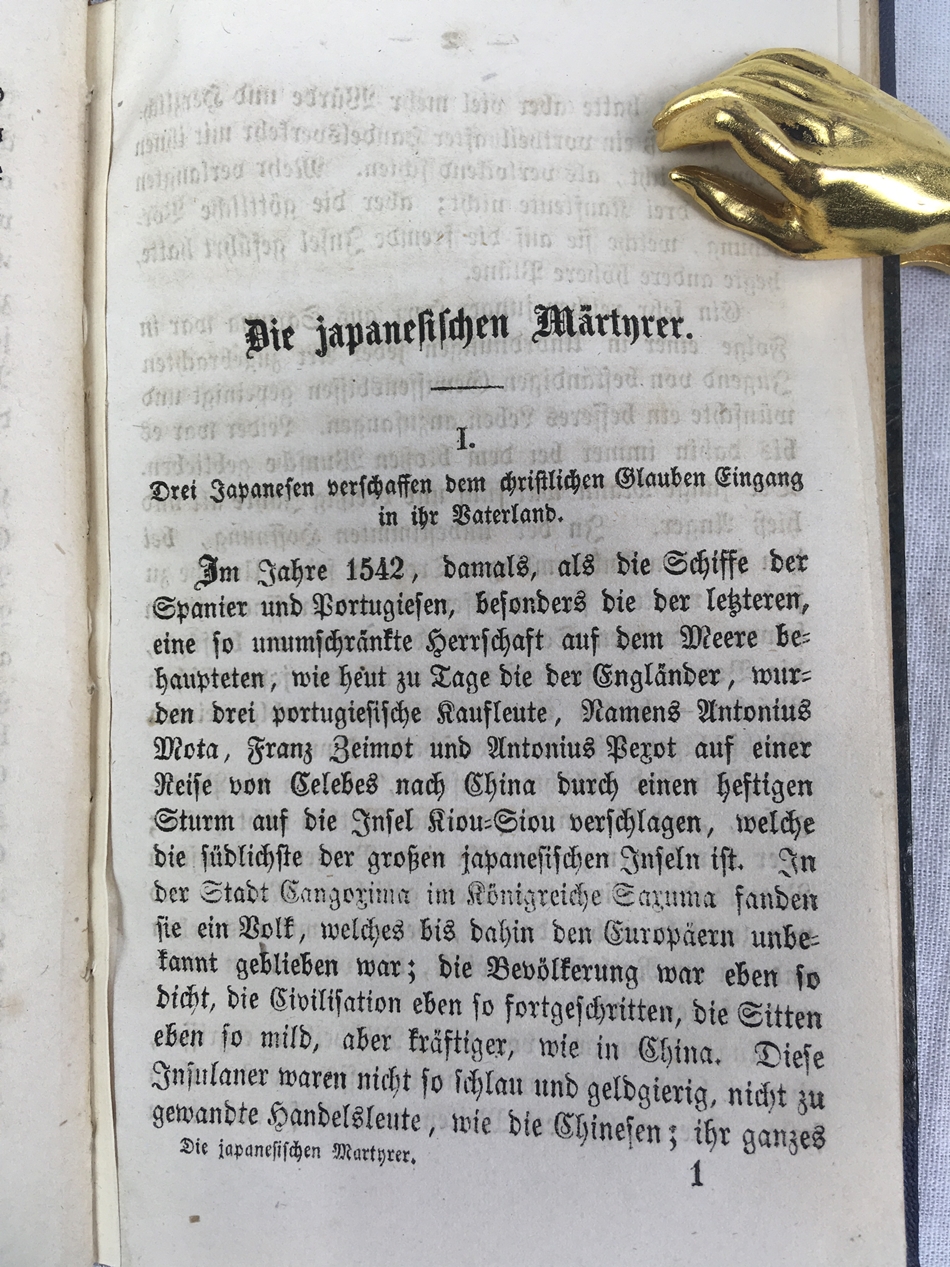 Die japanesischen Märtyrer.
I.
Drei Japanesen verschaffen dem christlichen Glauben Eingang
in ihr Vaterland.
Im Jahre 1542, damals, als die Schiffe der
Spanier und Portugiesen, besonders die der letzteren,
eine so unumschränkte Herrschaft auf dem Meere be-
haupteten, wie heut zu Tage die der Engländer, wur-
den drei portugiesische Kaufleute, Namens Antonius
Mota, Franz Zeimot und Antonius Pexot auf einer
Reise von Celebes nach China durch einen heftigen
Sturm auf die Insel Kiou-Siou verschlagen, welche
die südlichste der großen japanesischen Inseln ist. In
der Stadt Cangoxima im Königreiche Saxuma fanden
sie ein Volk, welches bis dahin den Europäern unbe-
kannt geblieben war; die Bevölkerung war eben so
dicht, die Civilisation eben so fortgeschritten, die Sitten
eben so mild, aber kräftiger, wie in China. Diese
Insulaner waren nicht so schlau und geldgierig, nicht zu
gewandte Handelsleute, wie die Chinesen; ihr ganzes
Die japanesischen Martyrer.
1